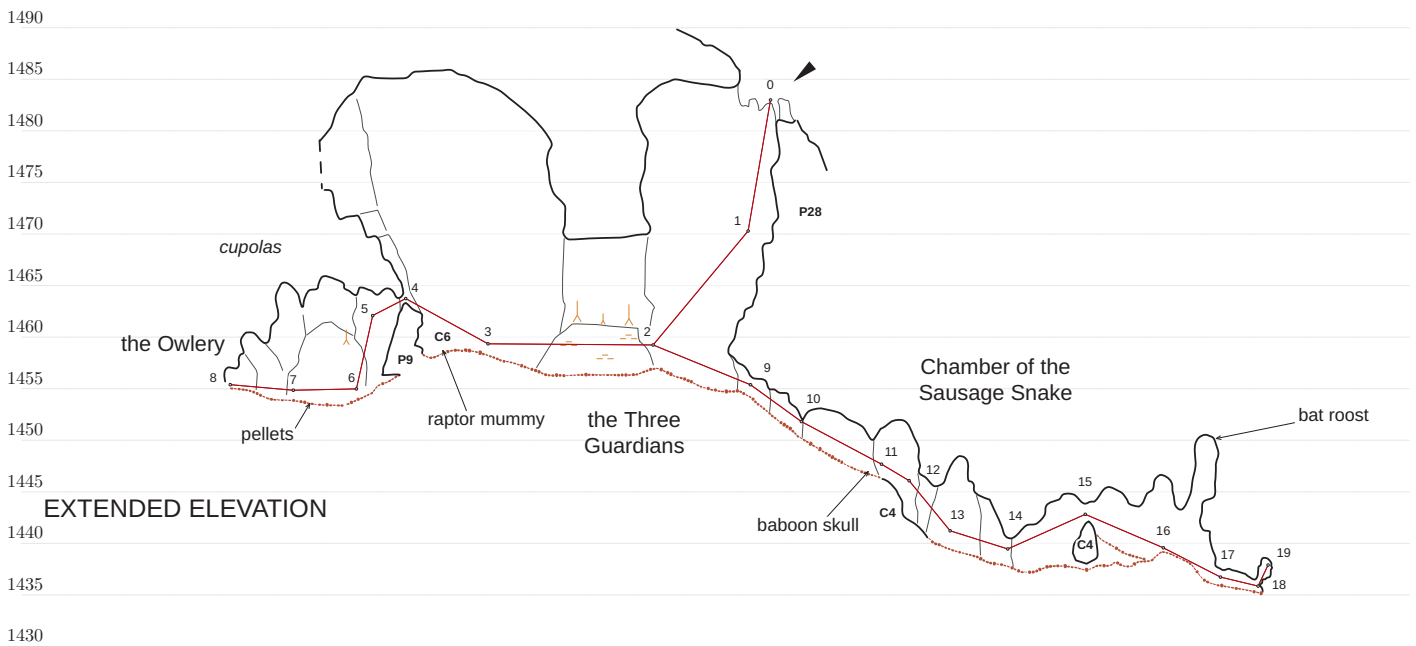 1490
1485
0
1480
1475
P28
1470
1
cupolas
1465
4
5
1460
C6
3
2
the Owlery
P9
8
7
6
9
Chamber of the
Sausage Snake
1455
10
raptor mummy
the Three
Guardians
bat roost
pellets
1450
11
12
1445
15
EXTENDED ELEVATION
baboon skull
C4
13
14
16
1440
C4
17
19
18
1435
1430